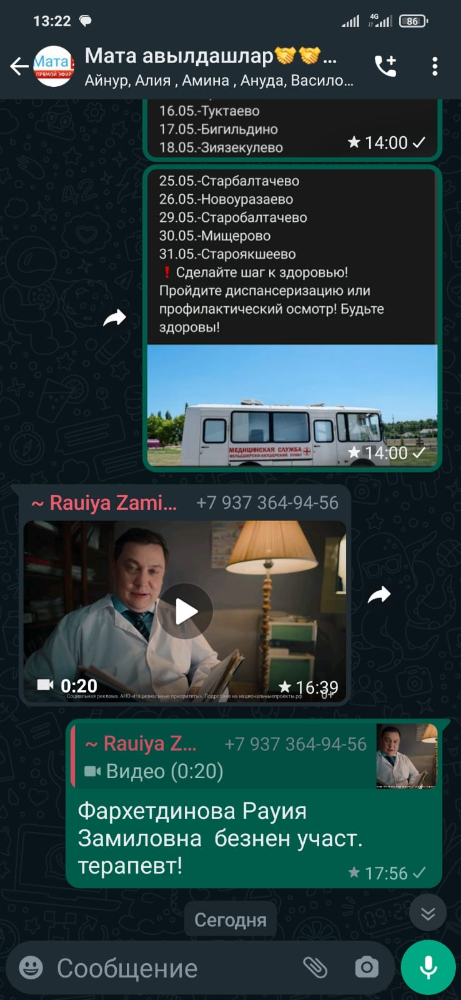 13:22
4G
86
Мата авылдашлар🤝🤝...
Мата
ПРЯМОЙ ЭФИР
Айнур, Алия , Амина , Ануда, Васило...
16.05.-Туктаево
17.05.-Бигильдино
18.05.-Зиязекулево
14:00
25.05.-Старбалтачево
26.05.-Новоуразаево
29.05.-Старобалтачево
30.05.-Мищерово
31.05.-Староякшеево
❗ Сделайте шаг к здоровью!
Пройдите диспансеризацию или
профилактический осмотр! Будьте
здоровы!
МЕДИЦИНСКАЯ СЛУЖБА
ФЕЛЬДШЕРСКО-АКУШЕРСКИЙ ПУНКТ
14:00
~ Rauiya Zami... +7 937 364-94-56
0:20
16:39
Социальная реклама. АНО «Национальные приоритеты». Подробнее на национальныепроекты.рф
6+
~ Rauiya Z... +7 937 364-94-56
Видео (0:20)
Фархетдинова Рауия
Замиловна безнен участ.
терапевт!
17:56
Сегодня
Сообщение